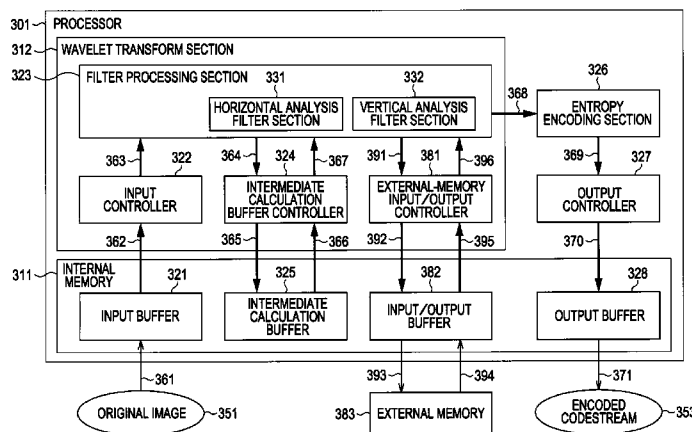 301
PROCESSOR
312
WAVELET TRANSFORM SECTION
323
FILTER PROCESSING SECTION
331
332
326
HORIZONTAL ANALYSIS
FILTER SECTION
VERTICAL ANALYSIS
FILTER SECTION
368
ENTROPY
ENCODING SECTION
363
322
364
324
367
391
381
396
369
327
INPUT
CONTROLLER
INTERMEDIATE
CALCULATION
BUFFER CONTROLLER
EXTERNAL-MEMORY
INPUT/OUTPUT
CONTROLLER
OUTPUT
CONTROLLER
362
365
366
392
395
370
311
INTERNAL
MEMORY
321
325
382
328
INPUT BUFFER
INTERMEDIATE
CALCULATION
BUFFER
INPUT/OUTPUT
BUFFER
OUTPUT BUFFER
361
393
394
371
ORIGINAL IMAGE
351
383
EXTERNAL MEMORY
ENCODED
CODESTREAM
353